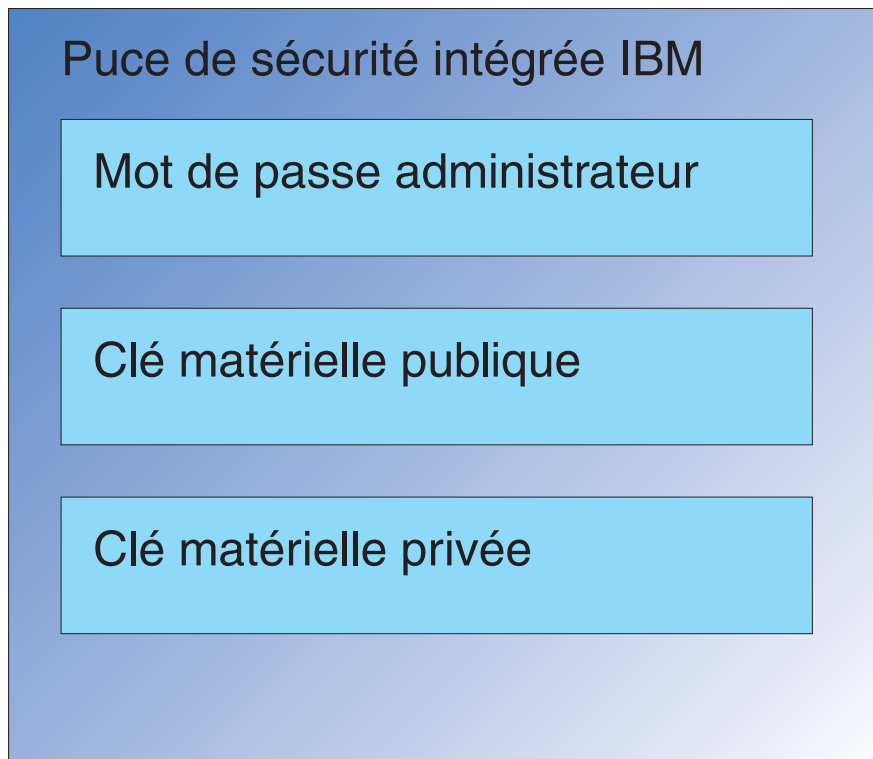 Puce de sécurité intégrée IBM
Mot de passe administrateur
Clé matérielle publique
Clé matérielle privée